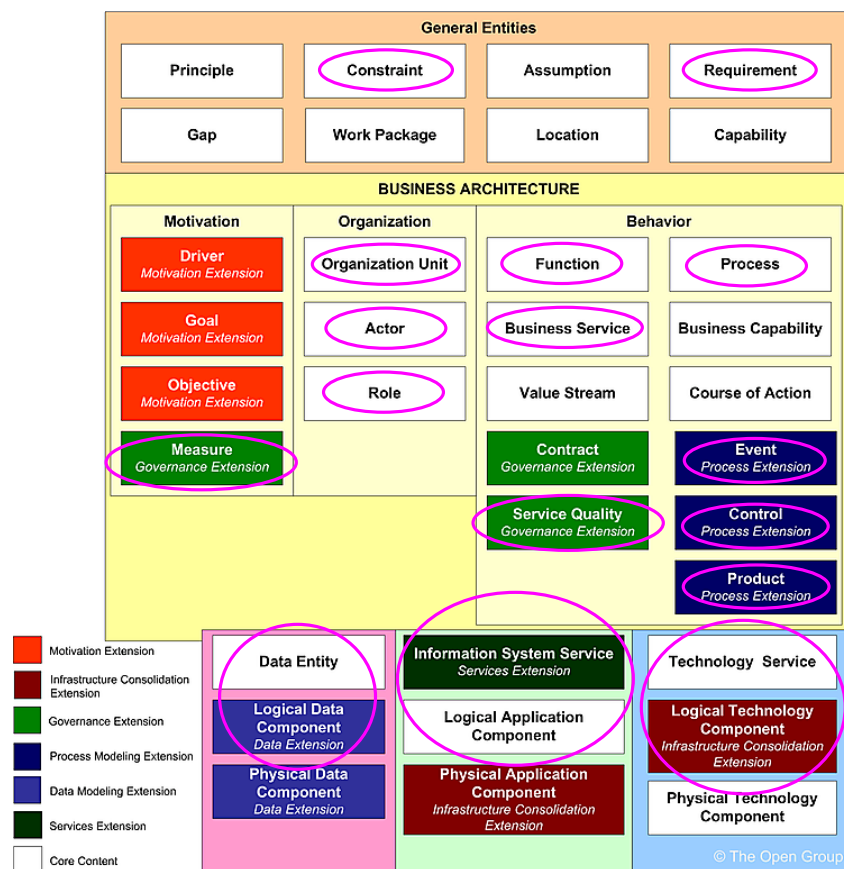 General Entities
Principle
Constraint
Assumption
Requirement
Gap
Work Package
Location
Capability
BUSINESS ARCHITECTURE
Motivation
Organization
Behavior
Driver
Motivation Extension
Organization Unit
Function
Process
Goal
Motivation Extension
Actor
Business Service
Business Capability
Objective
Motivation Extension
Role
Value Stream
Course of Action
Measure
Governance Extension
Contract
Governance Extension
Event
Process Extension
Service Quality
Governance Extension
Control
Process Extension
Product
Process Extension
Data Entity
Information System Service
Services Extension
Technology Service
Logical Data
Component
Data Extension
Logical Application
Component
Logical Technology
Component
Infrastructure Consolidation
Extension
Physical Data
Component
Data Extension
Physical Application
Component
Infrastructure Consolidation
Extension
Physical Technology
Component
Motivation Extension
Infrastructure Consolidation
Extension
Governance Extension
Process Modeling Extension
Data Modeling Extension
Services Extension
Core Content
© The Open Group